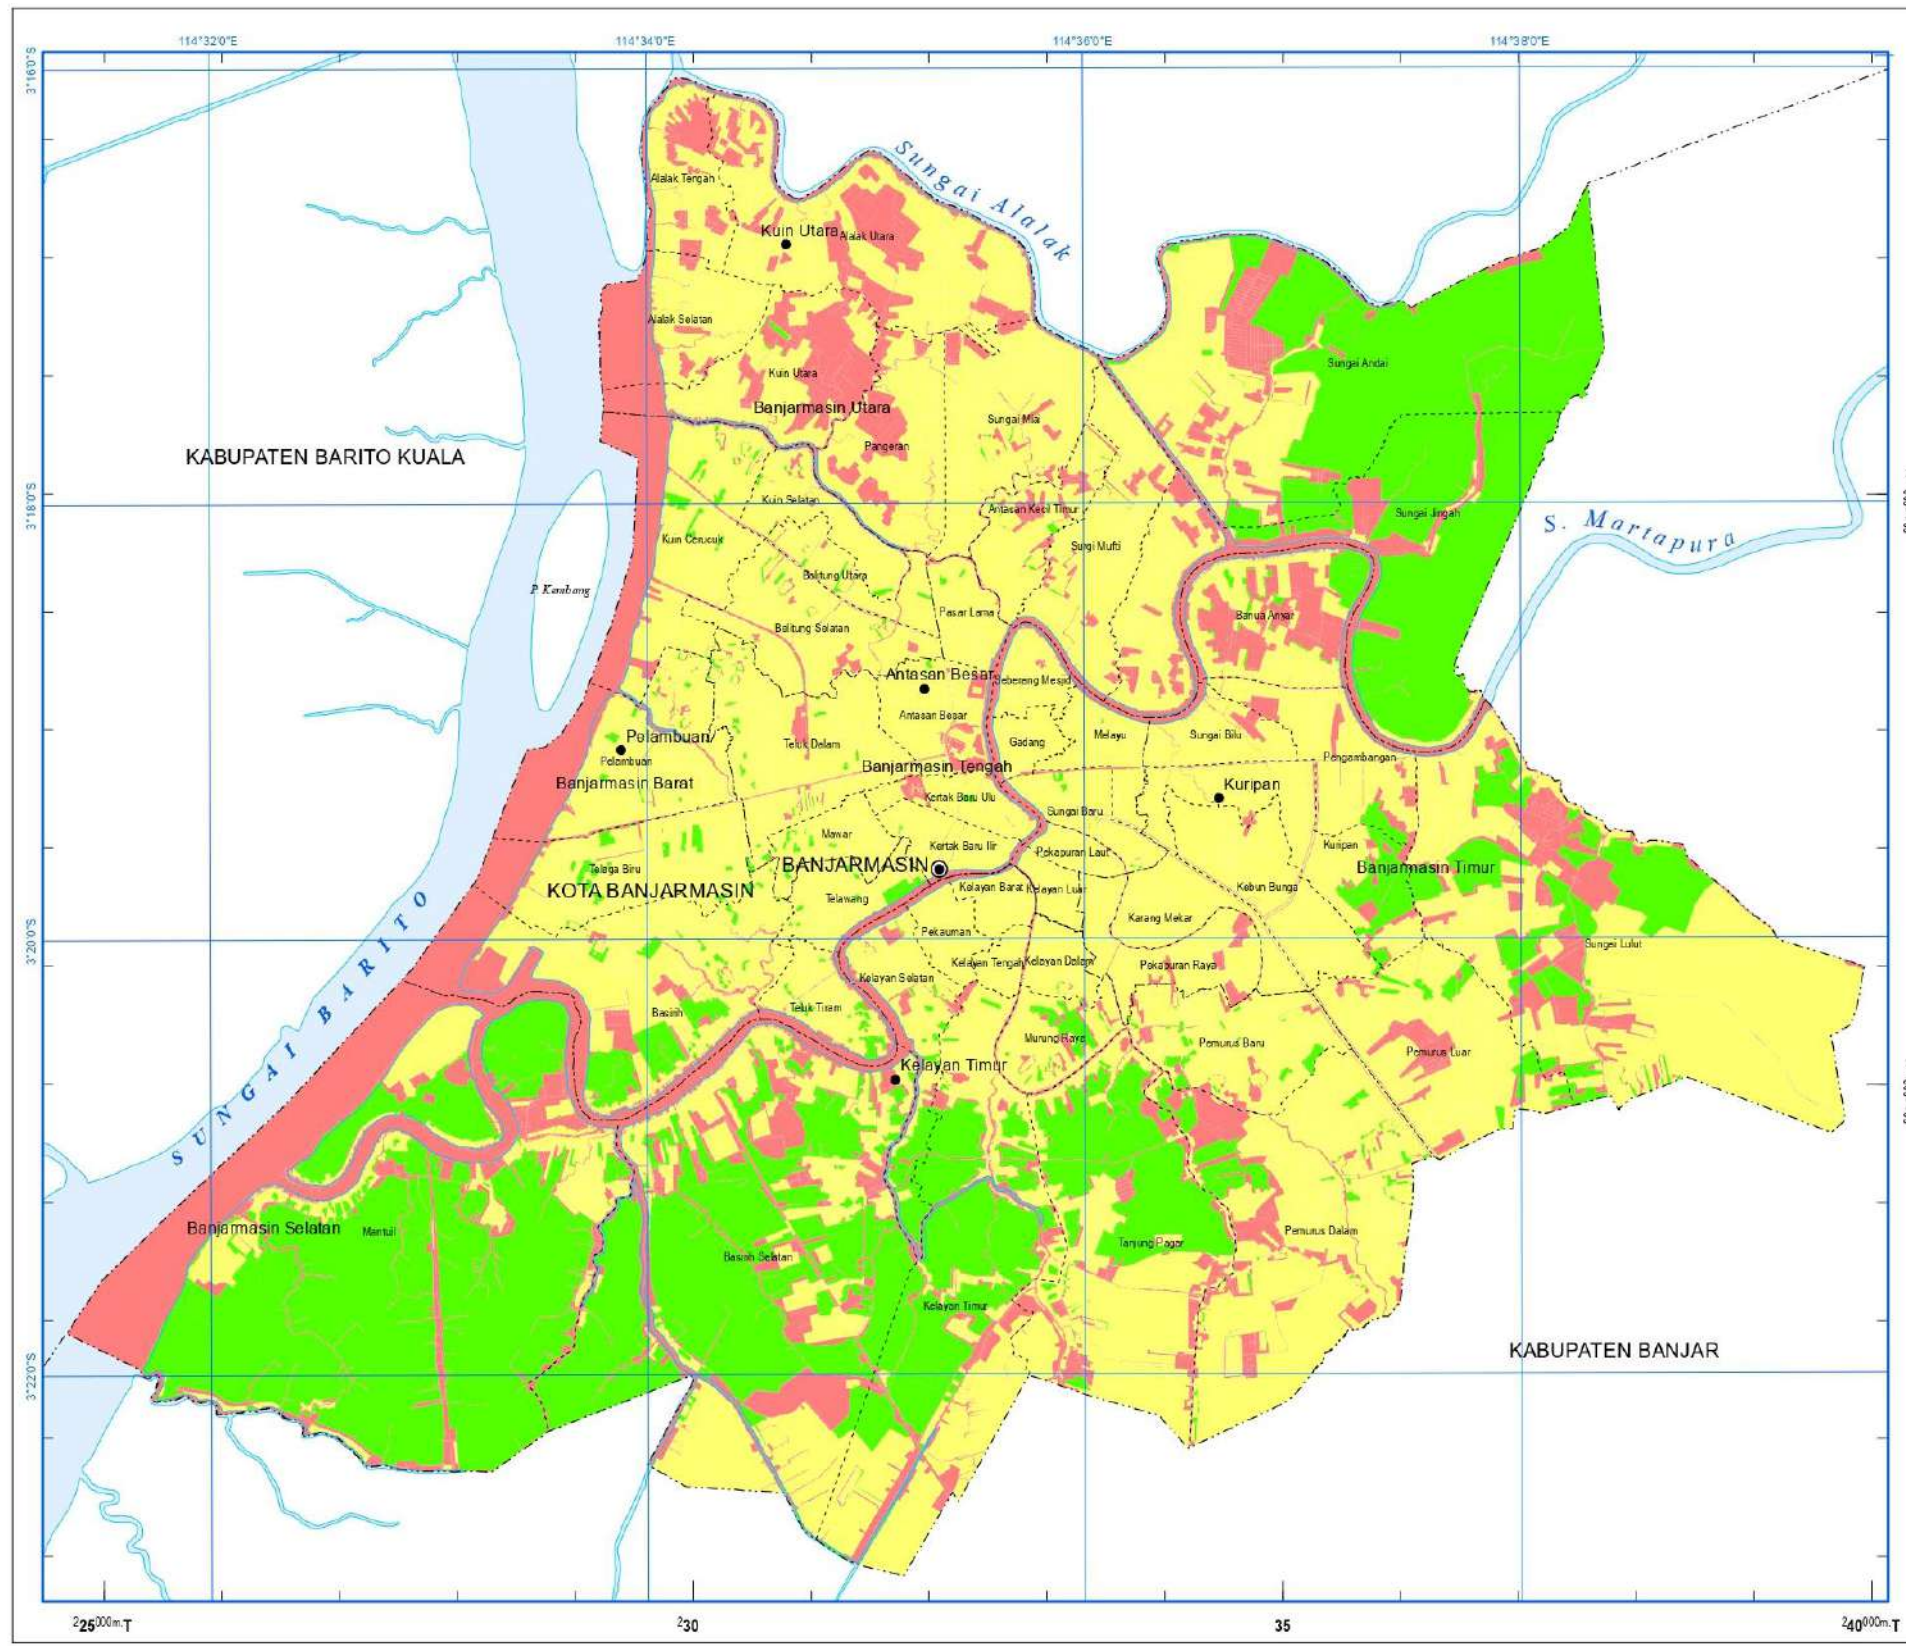 114°32'0"E
114°34'0"E
114°36'0"E
114°38'0"E
3°16'0"S
Sungai Alalak
Alalak Tengah
Kuin Utara
Alalak Utara
Alalak Selatan
Sungai Andai
Kuin Utara
Banjarmasin Utara
Sungai Miai
Pangeran
KABUPATEN BARITO KUALA
3°18'0"S
Kuin Selatan
Antasan Kecil Timur
Sungai Jingah
S. Martapura
Kuin Cerucuk
Surgi Mufti
Belitung Utara
P. Kembang
Pasar Lama
Banua Anyar
Belitung Selatan
Antasan Besar
Seberang Mesjid
Antasan Besar
Pelambuan
Teluk Dalam
Gadang
Melayu
Sungai Bilu
Pelambuan
Pengambangan
Banjarmasin Tengah
Banjarmasin Barat
Kuripan
Kertak Baru Ulu
Sungai Baru
Mawar
Kertak Baru Ilir
Pekapuran Laut
Kuripan
BANJARMASIN
Telaga Biru
Banjarmasin Timur
KOTA BANJARMASIN
Kelayan Barat
Kelayan Luar
Kebun Bunga
Telawang
Karang Mekar
3°20'0"S
Pekauman
Sungai Lulut
Kelayan Tengah
Kelayan Dalam
Pekapuran Raya
Kelayan Selatan
SUNGAI BARITO
Basirih
Teluk Tiram
Murung Raya
Pemurus Baru
Pemurus Luar
Kelayan Timur
Banjarmasin Selatan
Mantuil
Basirih Selatan
Tanjung Pagar
Pemurus Dalam
Kelayan Timur
KABUPATEN BANJAR
3°22'0"S
225000m.T
230
35
240000m.T